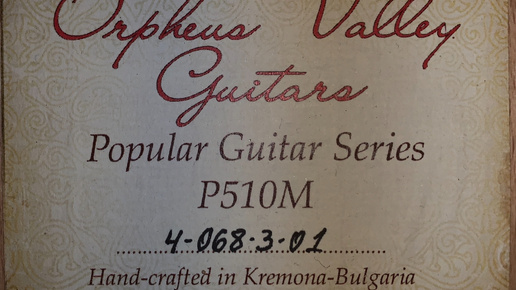 Orpheus Valley
Guitars
Popular Guitar Series
P510M
4-068-3-01
Hand-crafted in Kremona-Bulgaria